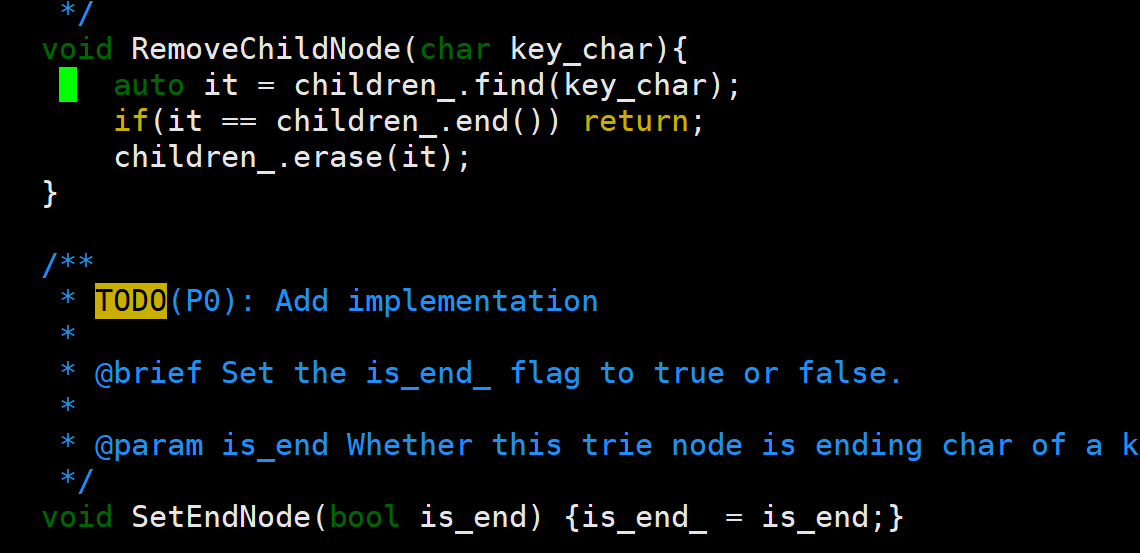 */
void RemoveChildNode(char key_char){
auto it = children_.find(key_char);
if(it == children_.end()) return;
children_.erase(it);
}
/**
* TODO(P0): Add implementation
*
* @brief Set the is_end_ flag to true or false.
*
* @param is_end Whether this trie node is ending char of a k
*/
void SetEndNode(bool is_end) {is_end_ = is_end;}